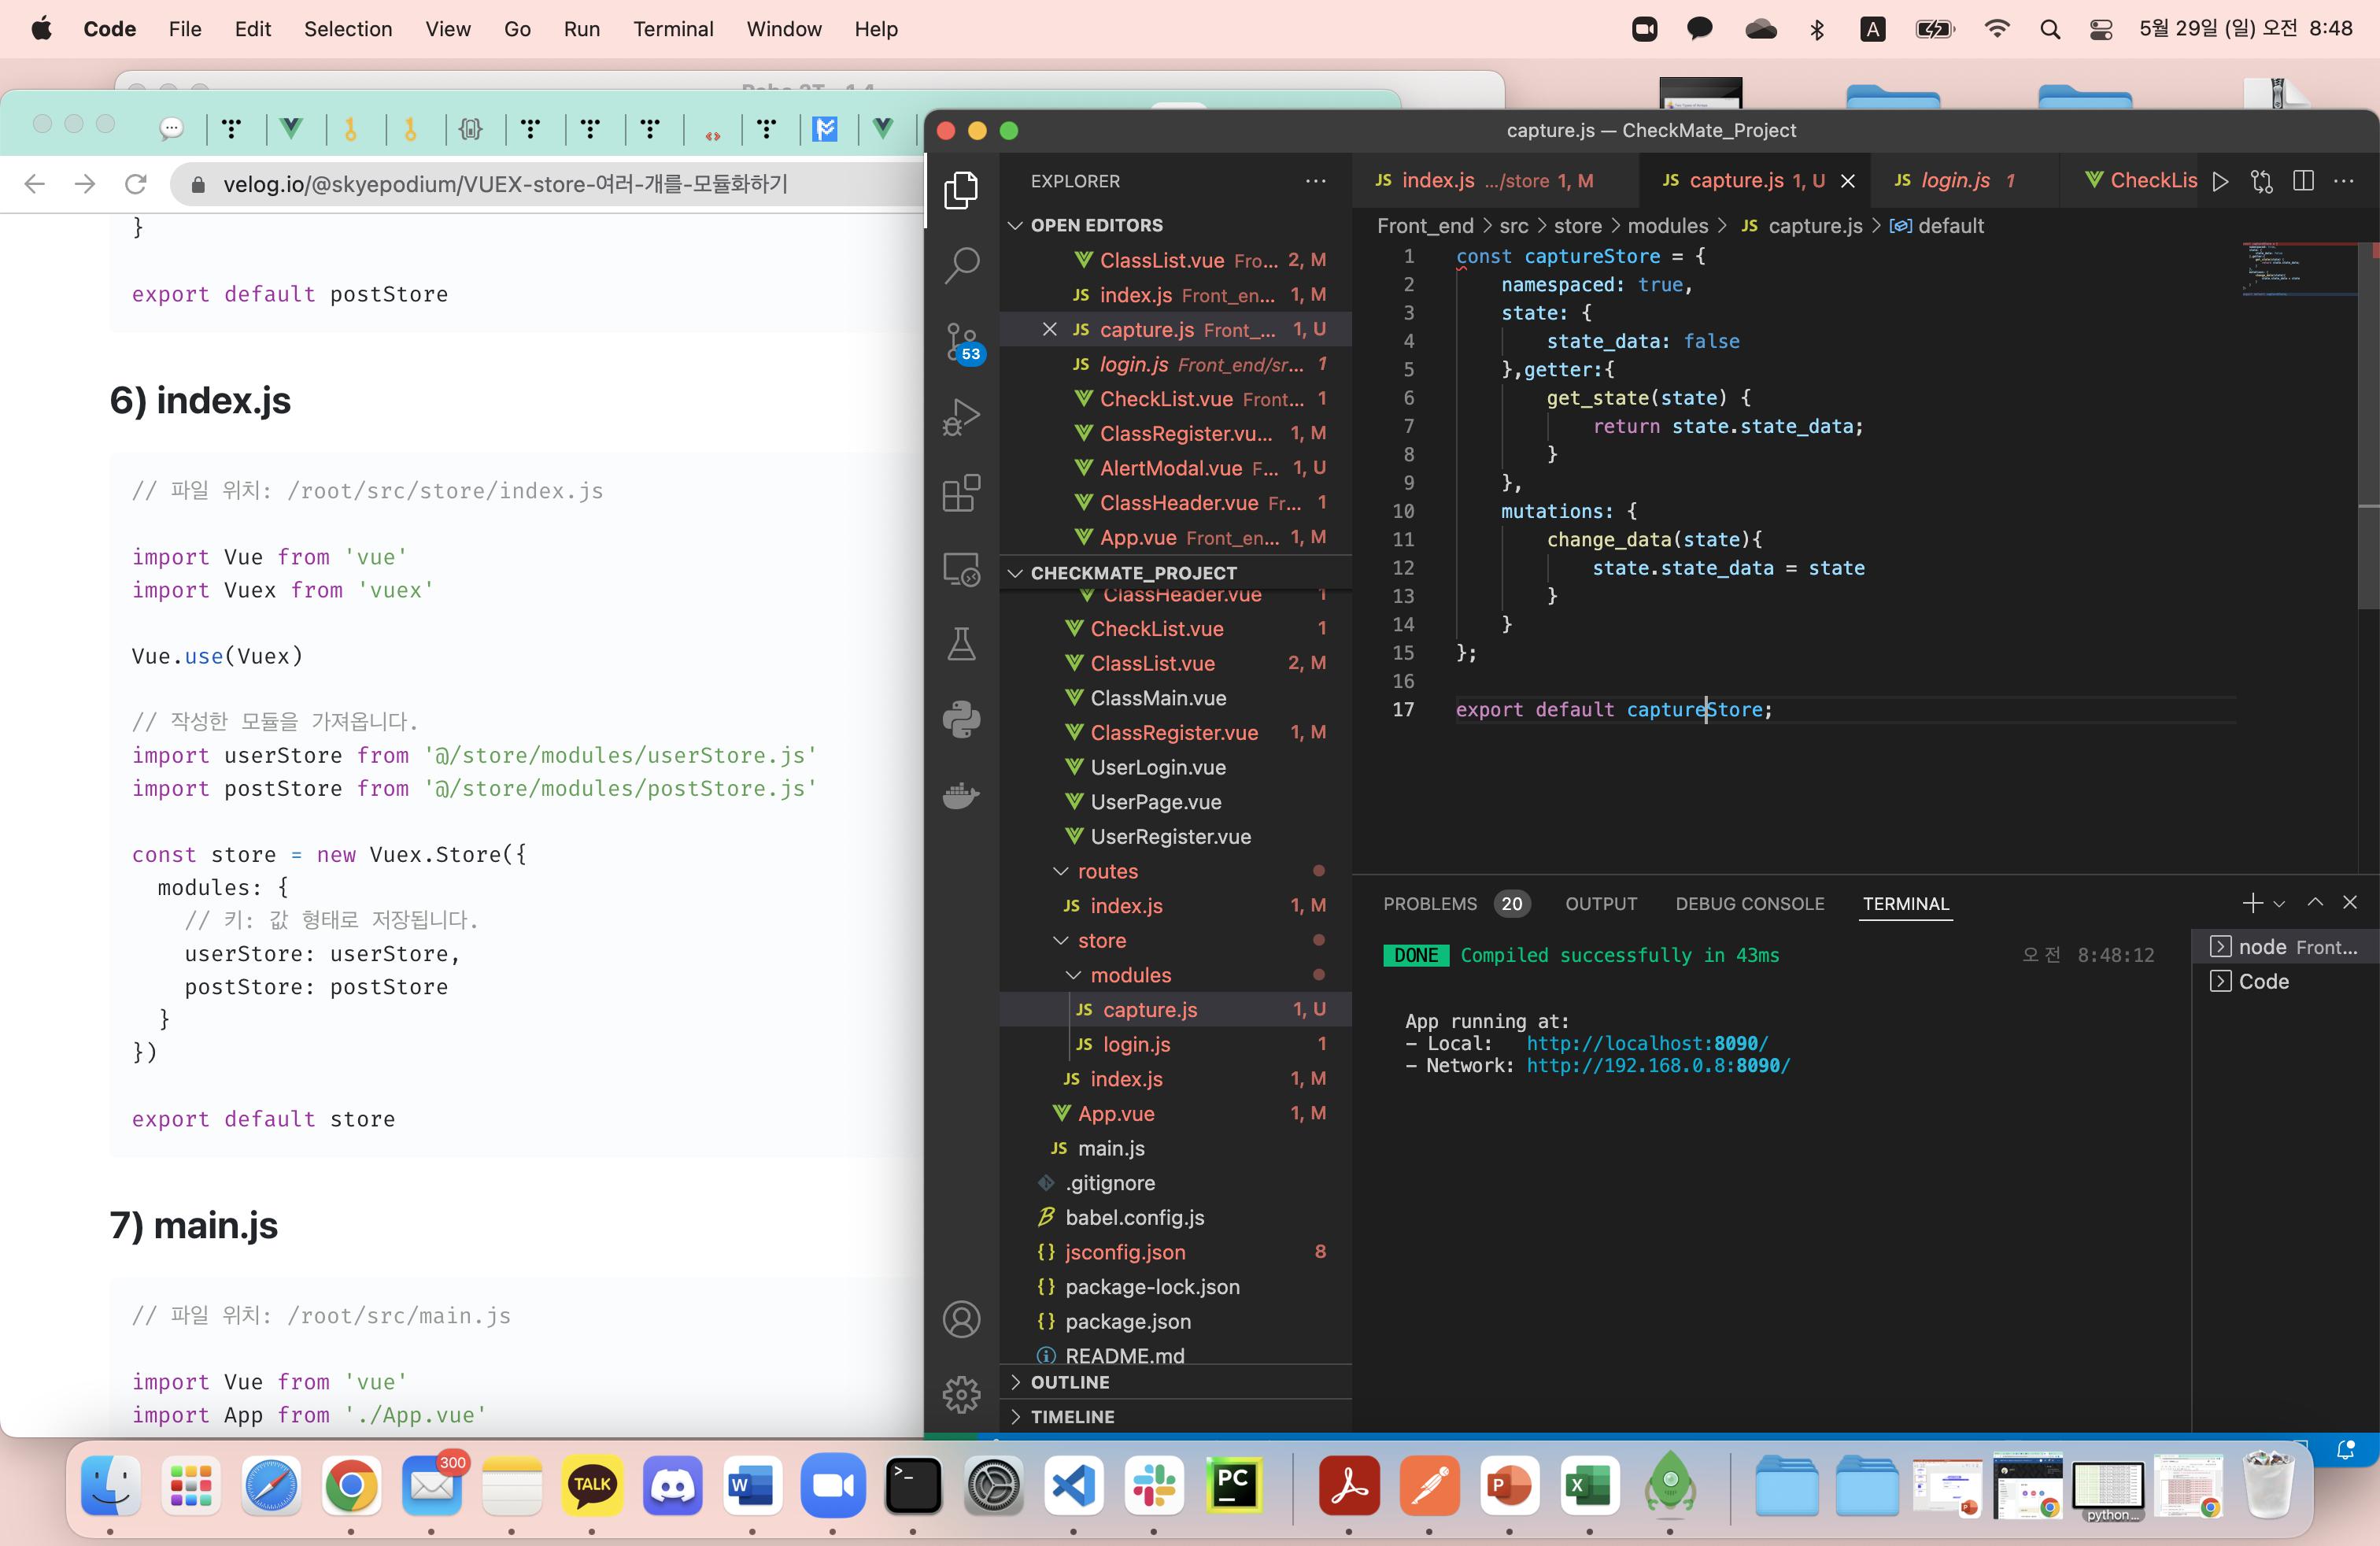 Code File Edit Selection View Go Run Terminal Window Help
A
5월 29일 (일) 오전 8:48
velog.io/@skyepodium/VUEX-store-여러-개를-모듈화하기
}
export default postStore
6) index.js
// 파일 위치: /root/src/store/index.js
import Vue from 'vue'
import Vuex from 'vuex'
Vue.use(Vuex)
// 작성한 모듈을 가져옵니다.
import userStore from '@/store/modules/userStore.js'
import postStore from '@/store/modules/postStore.js'
const store = new Vuex.Store({
modules: {
// 키: 값 형태로 저장됩니다.
userStore: userStore,
postStore: postStore
}
})
export default store
7) main.js
// 파일 위치: /root/src/main.js
import Vue from 'vue'
import App from './App.vue'
capture.js — CheckMate_Project
EXPLORER ...
OPEN EDITORS
ClassList.vue Fro... 2, M
JS index.js Front_en... 1, M
JS capture.js Front_... 1, U
JS login.js Front_end/sr... 1
CheckList.vue Front... 1
ClassRegister.vu... 1, M
AlertModal.vue F... 1, U
ClassHeader.vue Fr... 1
App.vue Front_en... 1, M
53
CHECKMATE_PROJECT
ClassHeader.vue 1
CheckList.vue 1
ClassList.vue 2, M
ClassMain.vue
ClassRegister.vue 1, M
UserLogin.vue
UserPage.vue
UserRegister.vue
routes
JS index.js 1, M
store
modules
JS capture.js 1, U
JS login.js 1
JS index.js 1, M
App.vue 1, M
JS main.js
.gitignore
babel.config.js
{} jsconfig.json 8
{} package-lock.json
{} package.json
README.md
OUTLINE
TIMELINE
JS index.js .../store 1, M JS capture.js 1, U JS login.js 1 CheckLis
Front_end > src > store > modules > JS capture.js > default
1 const captureStore = {
2 namespaced: true,
3 state: {
4 state_data: false
5 },getter:{
6 get_state(state) {
7 return state.state_data;
8 }
9 },
10 mutations: {
11 change_data(state){
12 state.state_data = state
13 }
14 }
15 };
16
17 export default captureStore;
PROBLEMS 20 OUTPUT DEBUG CONSOLE TERMINAL
DONE Compiled successfully in 43ms 오전 8:48:12
App running at:
- Local: http://localhost:8090/
- Network: http://192.168.0.8:8090/
node Front...
Code
300
TALK
W
PC
P
X
python...